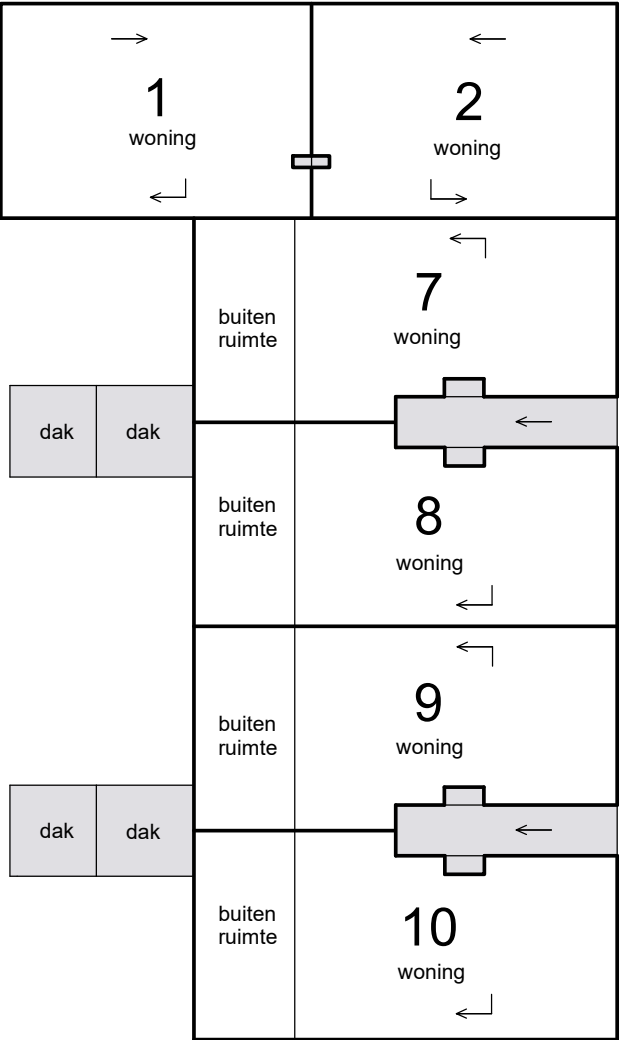 1
woning
2
woning
7
woning
buiten
ruimte
dak
dak
8
woning
buiten
ruimte
9
woning
buiten
ruimte
dak
dak
10
woning
buiten
ruimte